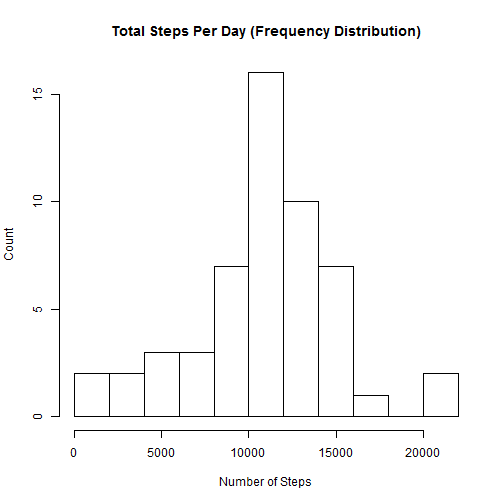 Total Steps Per Day (Frequency Distribution)
15
10
5
0
Count
0 5000 10000 15000 20000
Number of Steps